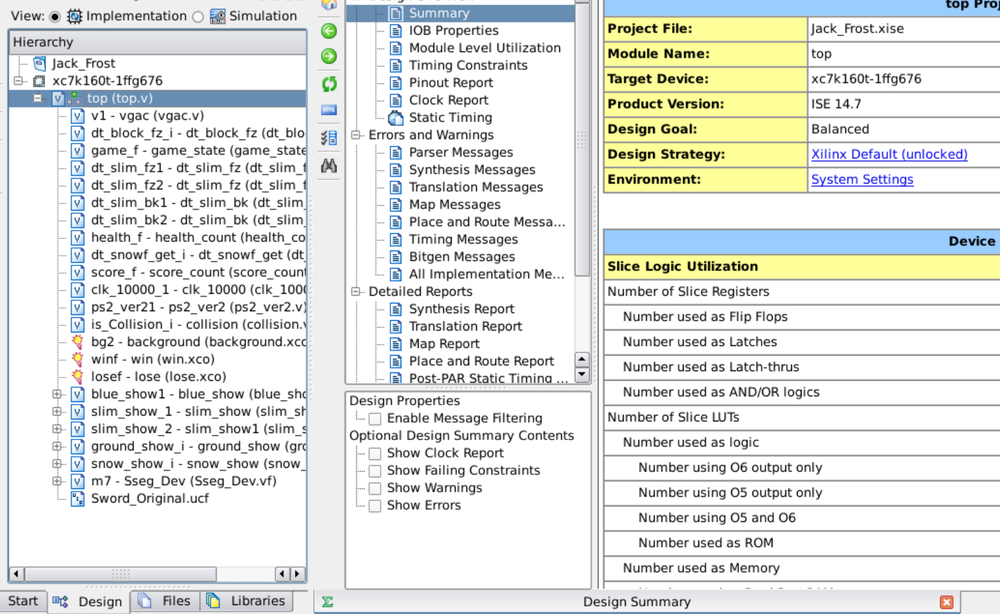 View: Implementation Simulation
Hierarchy
Jack_Frost
xc7k160t-1ffg676
top (top.v)
v1 - vgac (vgac.v)
dt_block_fz_i - dt_block_fz (dt_blo
game_f - game_state (game_state
dt_slim_fz1 - dt_slim_fz (dt_slim_f
dt_slim_fz2 - dt_slim_fz (dt_slim_f
dt_slim_bk1 - dt_slim_bk (dt_slim_
dt_slim_bk2 - dt_slim_bk (dt_slim_
health_f - health_count (health_co
dt_snowf_get_i - dt_snowf_get (dt_
score_f - score_count (score_count
clk_10000_1 - clk_10000 (clk_1000
ps2_ver21 - ps2_ver2 (ps2_ver2.v)
is_Collision_i - collision (collision.v
bg2 - background (background.xco
winf - win (win.xco)
losef - lose (lose.xco)
blue_show1 - blue_show (blue_sho
slim_show_1 - slim_show (slim_sh
slim_show_2 - slim_show1 (slim_s
ground_show_i - ground_show (gro
snow_show_i - snow_show (snow_
m7 - Sseg_Dev (Sseg_Dev.vf)
Sword_Original.ucf
Start
Design
Files
Libraries
Design Overview
Summary
IOB Properties
Module Level Utilization
Timing Constraints
Pinout Report
Clock Report
Static Timing
Errors and Warnings
Parser Messages
Synthesis Messages
Translation Messages
Map Messages
Place and Route Messa...
Timing Messages
Bitgen Messages
All Implementation Me...
Detailed Reports
Synthesis Report
Translation Report
Map Report
Place and Route Report
Post-PAR Static Timing ...
Design Properties
Enable Message Filtering
Optional Design Summary Contents
Show Clock Report
Show Failing Constraints
Show Warnings
Show Errors
top Proj
Project File: Jack_Frost.xise
Module Name: top
Target Device: xc7k160t-1ffg676
Product Version: ISE 14.7
Design Goal: Balanced
Design Strategy: Xilinx Default (unlocked)
Environment: System Settings
Device
Slice Logic Utilization
Number of Slice Registers
Number used as Flip Flops
Number used as Latches
Number used as Latch-thrus
Number used as AND/OR logics
Number of Slice LUTs
Number used as logic
Number using O6 output only
Number using O5 output only
Number using O5 and O6
Number used as ROM
Number used as Memory
Design Summary